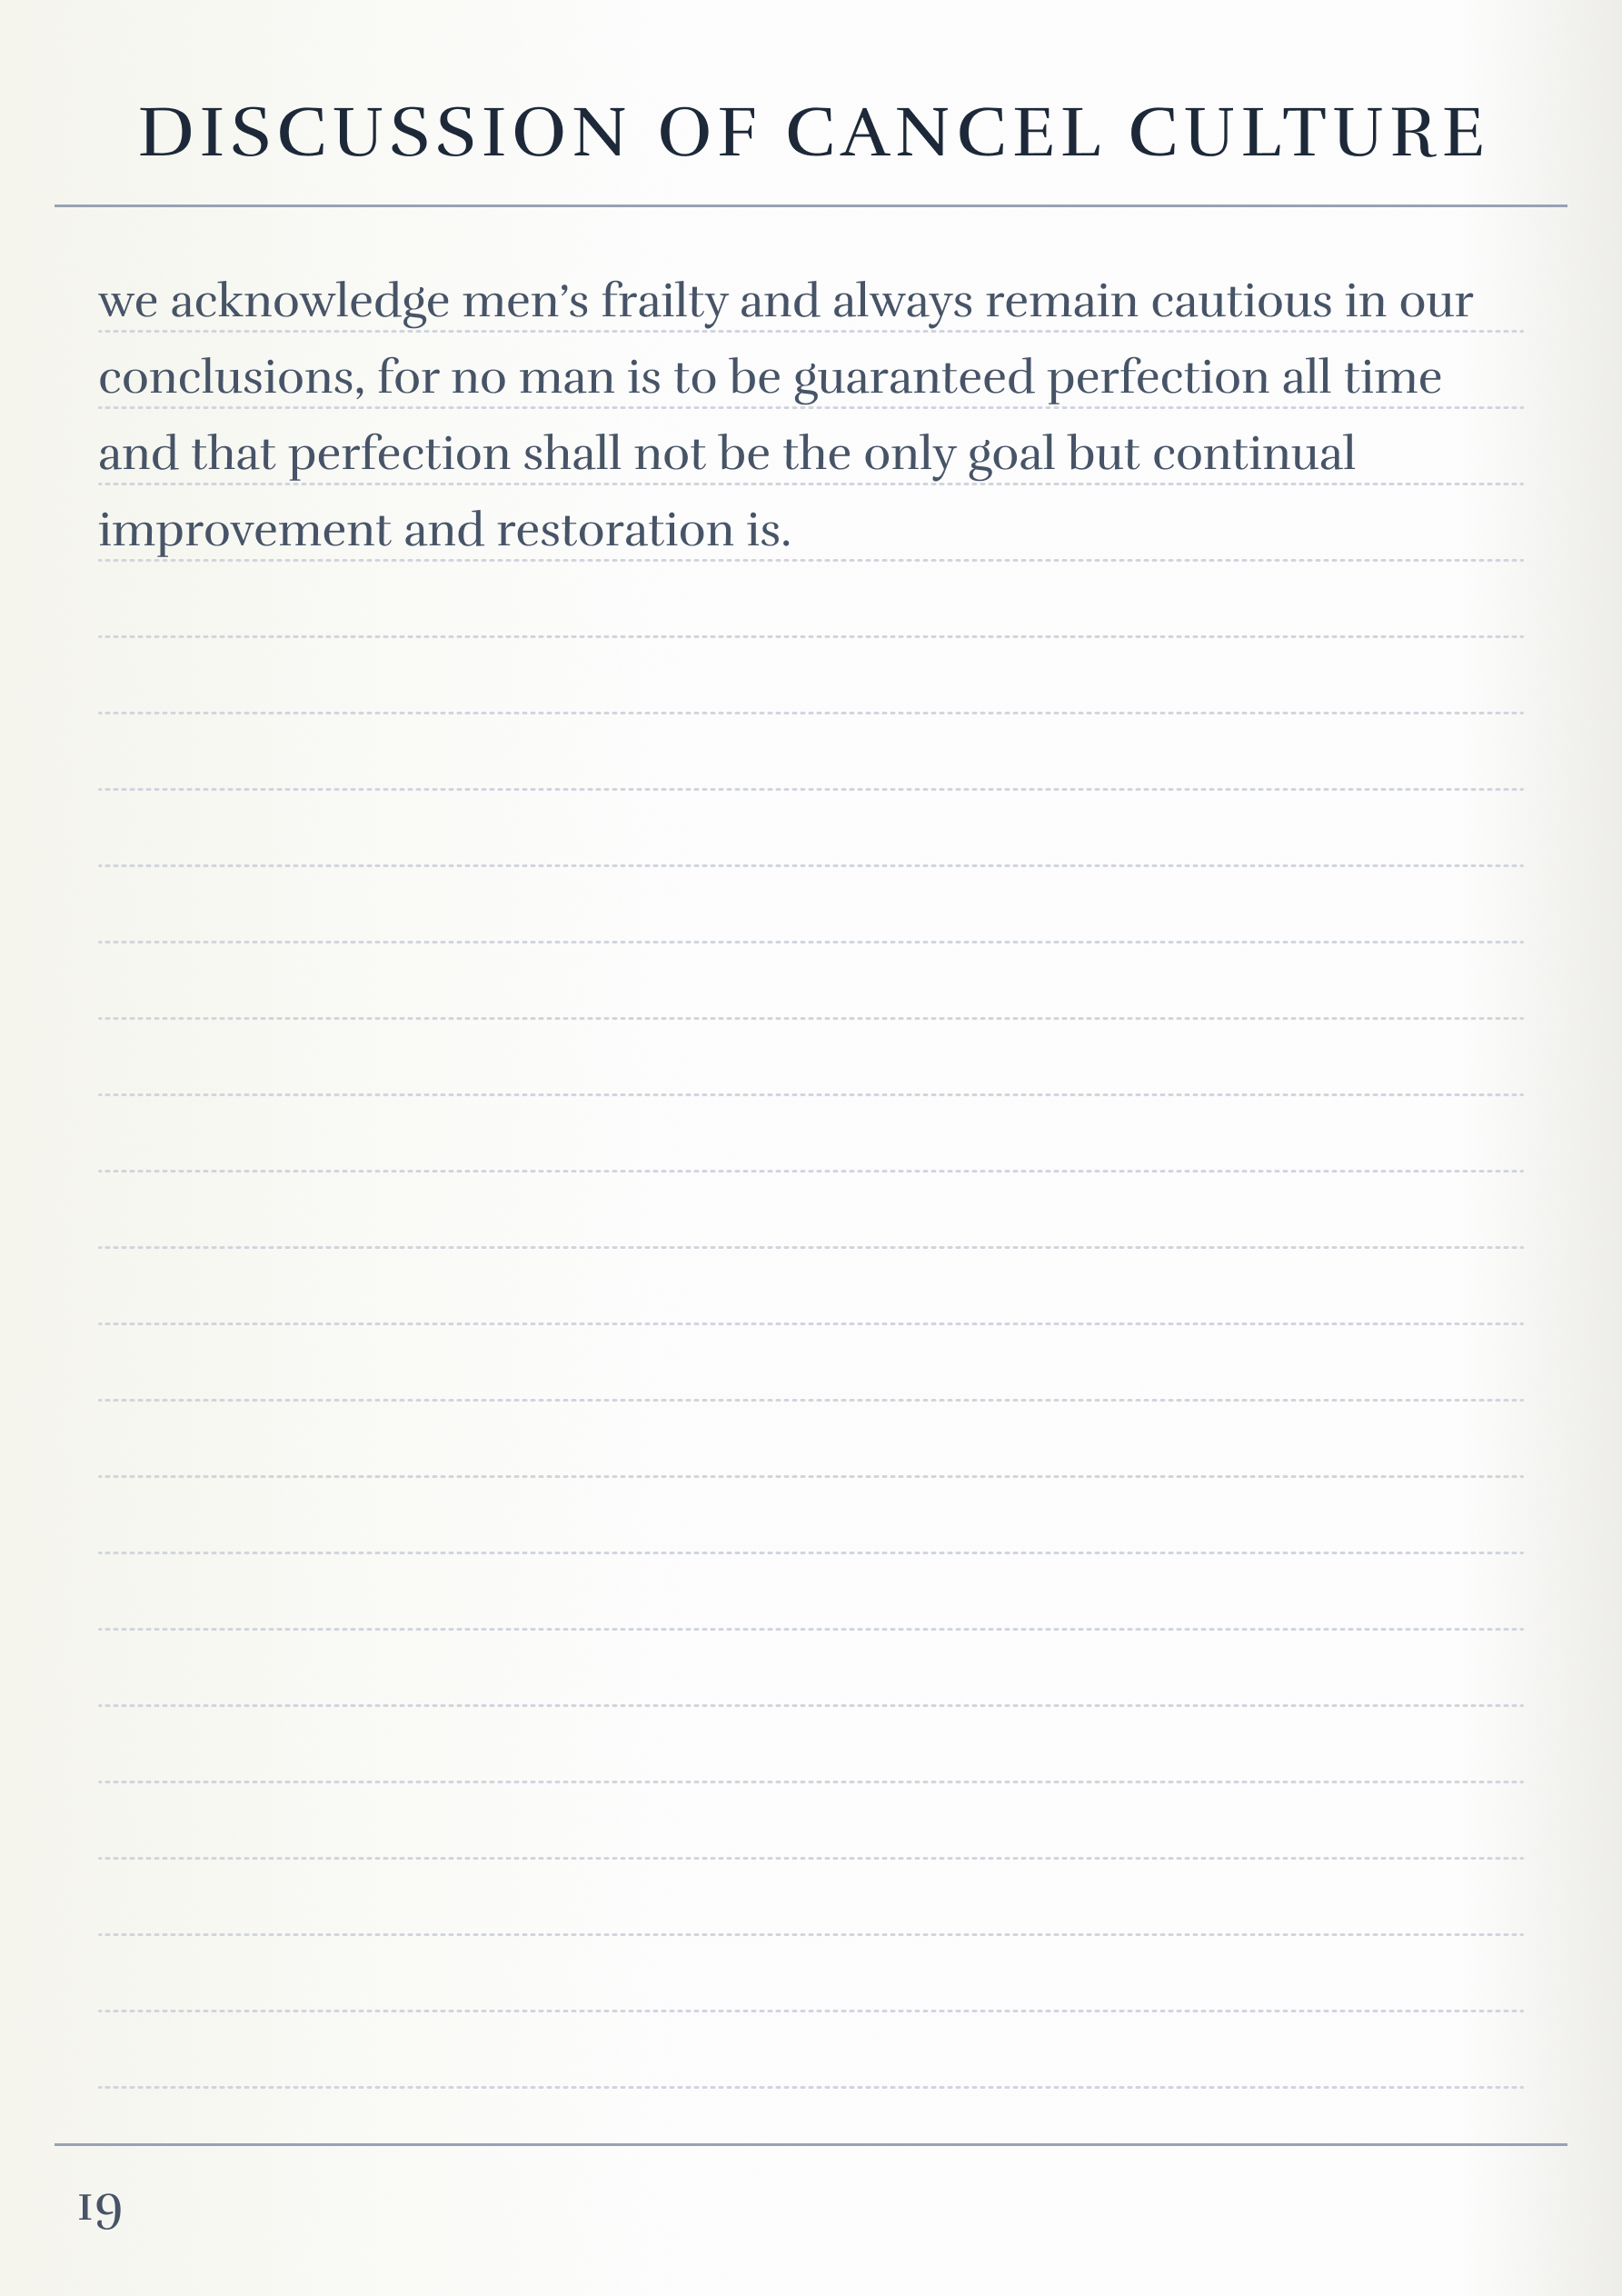 DISCUSSION OF CANCEL CULTURE
we acknowledge men’s frailty and always remain cautious in our
conclusions, for no man is to be guaranteed perfection all time
and that perfection shall not be the only goal but continual
improvement and restoration is.
19